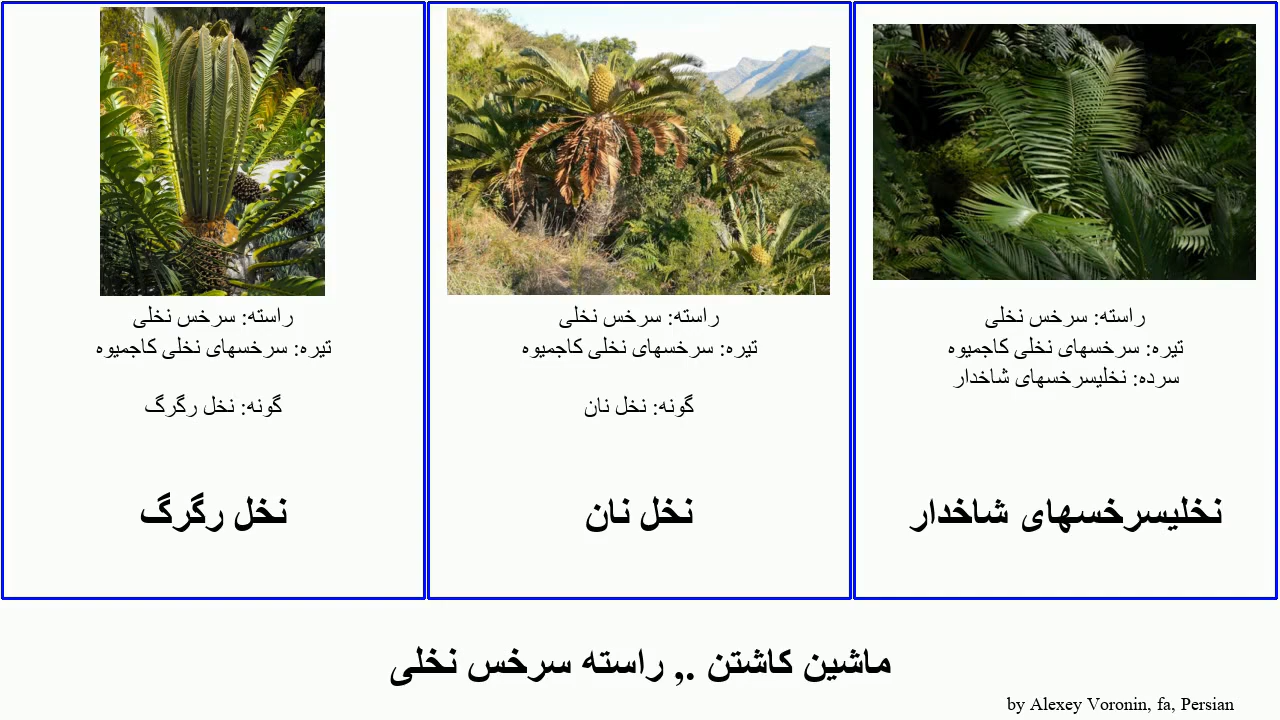 راسته: سرخس نخلی
تیره: سرخسهای نخلی کاجمیوه
سرده: نخلیسرخسهای شاخدار
نخلیسرخسهای شاخدار
راسته: سرخس نخلی
تیره: سرخسهای نخلی کاجمیوه
گونه: نخل نان
نخل نان
راسته: سرخس نخلی
تیره: سرخسهای نخلی کاجمیوه
گونه: نخل رگرگ
نخل رگرگ
ماشین کاشتن ., راسته سرخس نخلی
by Alexey Voronin, fa, Persian